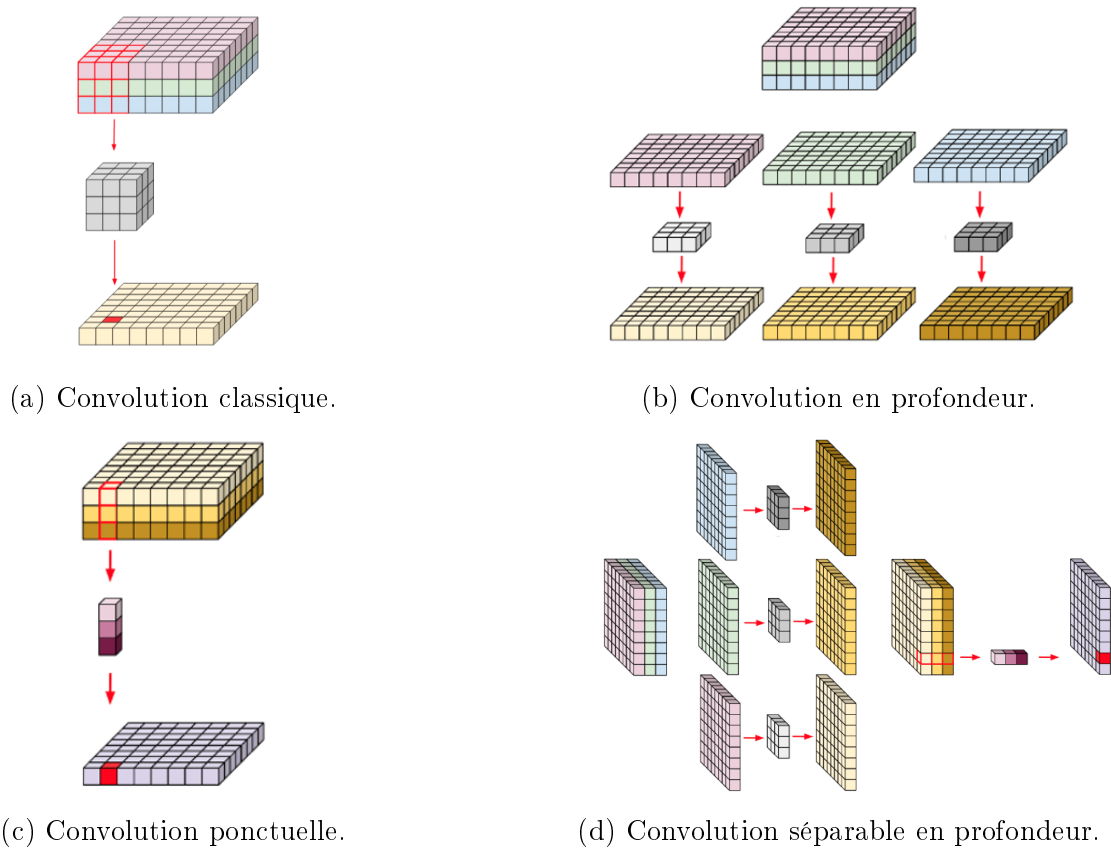 (a) Convolution classique.
(b) Convolution en profondeur.
(c) Convolution ponctuelle.
(d) Convolution séparable en profondeur.